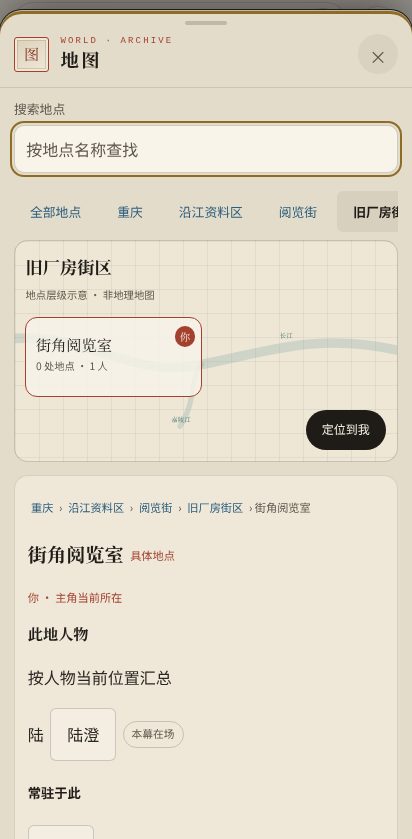 图
WORLD · ARCHIVE
地图
搜索地点
按地点名称查找
全部地点 重庆 沿江资料区 阅览街 旧厂房街
旧厂房街区
地点层级示意 · 非地理地图
街角阅览室 你
0 处地点 · 1 人
长江
嘉陵江
定位到我
重庆 › 沿江资料区 › 阅览街 › 旧厂房街区 › 街角阅览室
街角阅览室 具体地点
你 · 主角当前所在
此地人物
按人物当前位置汇总
陆 陆澄 本幕在场
常驻于此